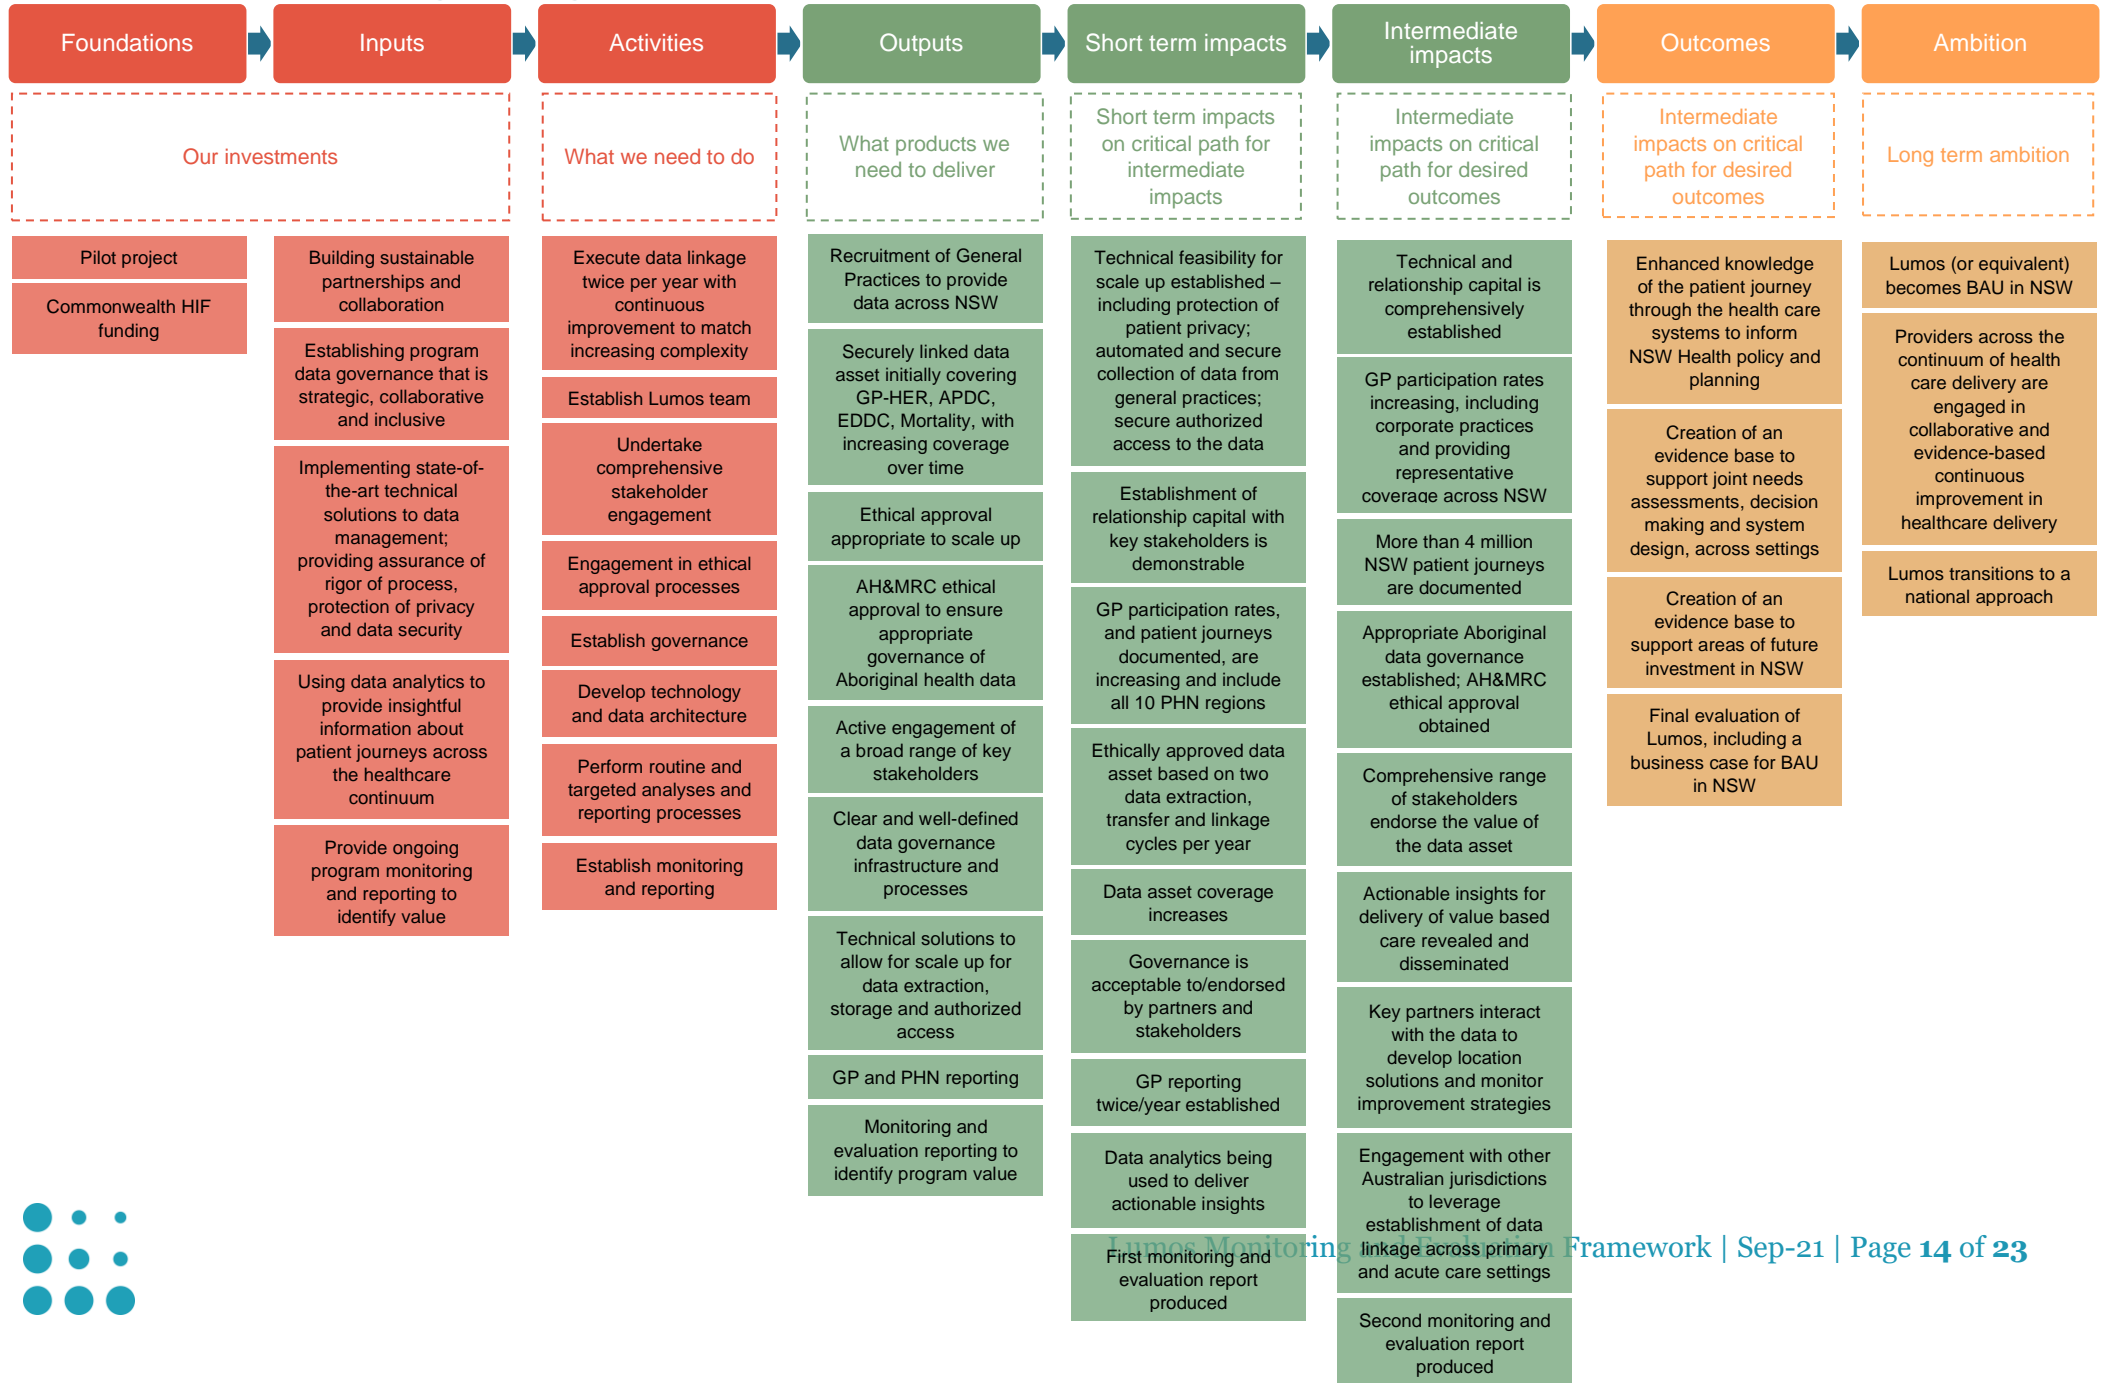 Foundations
Inputs
Activities
Outputs
Short term impacts
Intermediate
impacts
Outcomes
Ambition
Our investments
What we need to do
What products we
need to deliver
Short term impacts
on critical path for
intermediate
impacts
Intermediate
impacts on critical
path for desired
outcomes
Intermediate
impacts on critical
path for desired
outcomes
Long term ambition
Pilot project
Commonwealth HIF
funding
Building sustainable
partnerships and
collaboration
Establishing program
data governance that is
strategic, collaborative
and inclusive
Implementing state-of-
the-art technical
solutions to data
management;
providing assurance of
rigor of process,
protection of privacy
and data security
Using data analytics to
provide insightful
information about
patient journeys across
the healthcare
continuum
Provide ongoing
program monitoring
and reporting to
identify value
Execute data linkage
twice per year with
continuous
improvement to match
increasing complexity
Establish Lumos team
Undertake
comprehensive
stakeholder
engagement
Engagement in ethical
approval processes
Establish governance
Develop technology
and data architecture
Perform routine and
targeted analyses and
reporting processes
Establish monitoring
and reporting
Recruitment of General
Practices to provide
data across NSW
Securely linked data
asset initially covering
GP-HER, APDC,
EDDC, Mortality, with
increasing coverage
over time
Ethical approval
appropriate to scale up
AH&MRC ethical
approval to ensure
appropriate
governance of
Aboriginal health data
Active engagement of
a broad range of key
stakeholders
Clear and well-defined
data governance
infrastructure and
processes
Technical solutions to
allow for scale up for
data extraction,
storage and authorized
access
GP and PHN reporting
Monitoring and
evaluation reporting to
identify program value
Technical feasibility for
scale up established –
including protection of
patient privacy;
automated and secure
collection of data from
general practices;
secure authorized
access to the data
Establishment of
relationship capital with
key stakeholders is
demonstrable
GP participation rates,
and patient journeys
documented, are
increasing and include
all 10 PHN regions
Ethically approved data
asset based on two
data extraction,
transfer and linkage
cycles per year
Data asset coverage
increases
Governance is
acceptable to/endorsed
by partners and
stakeholders
GP reporting
twice/year established
Data analytics being
used to deliver
actionable insights
First monitoring and
evaluation report
produced
Technical and
relationship capital is
comprehensively
established
GP participation rates
increasing, including
corporate practices
and providing
representative
coverage across NSW
More than 4 million
NSW patient journeys
are documented
Appropriate Aboriginal
data governance
established; AH&MRC
ethical approval
obtained
Comprehensive range
of stakeholders
endorse the value of
the data asset
Actionable insights for
delivery of value based
care revealed and
disseminated
Key partners interact
with the data to
develop location
solutions and monitor
improvement strategies
Engagement with other
Australian jurisdictions
to leverage
establishment of data
linkage across primary
and acute care settings
Second monitoring and
evaluation report
produced
Enhanced knowledge
of the patient journey
through the health care
systems to inform
NSW Health policy and
planning
Creation of an
evidence base to
support joint needs
assessments, decision
making and system
design, across settings
Creation of an
evidence base to
support areas of future
investment in NSW
Final evaluation of
Lumos, including a
business case for BAU
in NSW
Lumos (or equivalent)
becomes BAU in NSW
Providers across the
continuum of health
care delivery are
engaged in
collaborative and
evidence-based
continuous
improvement in
healthcare delivery
Lumos transitions to a
national approach
Lumos Monitoring and Evaluation Framework | Sep-21 | Page 14 of 23